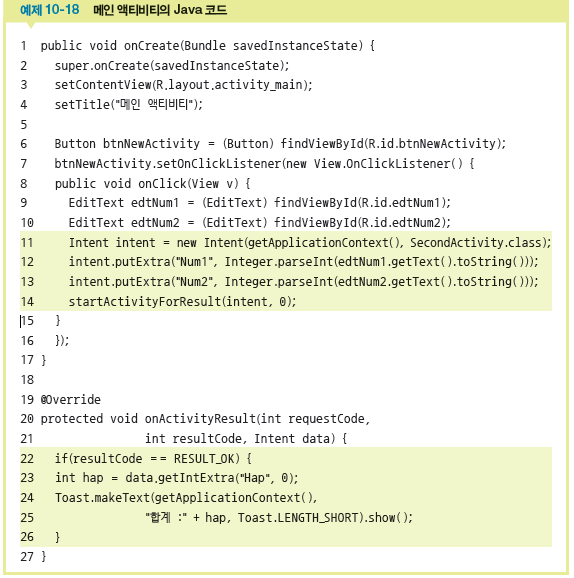 예제 10-18 메인 액티비티의 Java 코드
1 public void onCreate(Bundle savedInstanceState) {
2 super.onCreate(savedInstanceState);
3 setContentView(R.layout.activity_main);
4 setTitle("메인 액티비티");
5
6 Button btnNewActivity = (Button) findViewById(R.id.btnNewActivity);
7 btnNewActivity.setOnClickListener(new View.OnClickListener() {
8 public void onClick(View v) {
9 EditText edtNum1 = (EditText) findViewById(R.id.edtNum1);
10 EditText edtNum2 = (EditText) findViewById(R.id.edtNum2);
11 Intent intent = new Intent(getApplicationContext(), SecondActivity.class);
12 intent.putExtra("Num1", Integer.parseInt(edtNum1.getText().toString()));
13 intent.putExtra("Num2", Integer.parseInt(edtNum2.getText().toString()));
14 startActivityForResult(intent, 0);
15 }
16 });
17 }
18
19 @Override
20 protected void onActivityResult(int requestCode,
21 int resultCode, Intent data) {
22 if(resultCode == RESULT_OK) {
23 int hap = data.getIntExtra("Hap", 0);
24 Toast.makeText(getApplicationContext(),
25 "합계 :" + hap, Toast.LENGTH_SHORT).show();
26 }
27 }